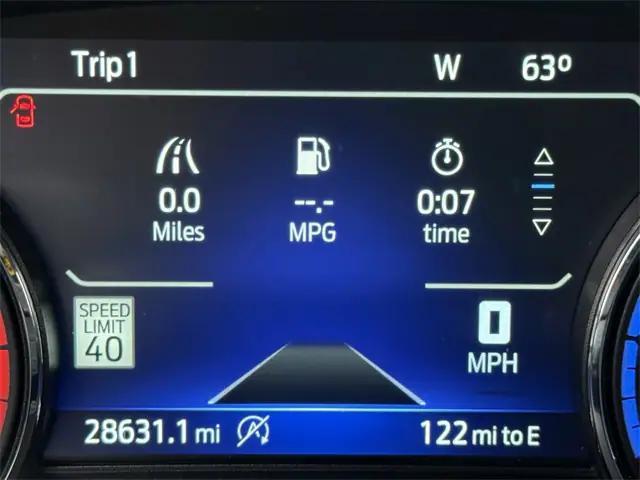 Trip 1 W 63º
0.0 --.- 0:07
Miles MPG time
SPEED
LIMIT
40
0
MPH
28631.1 mi 122 mi to E